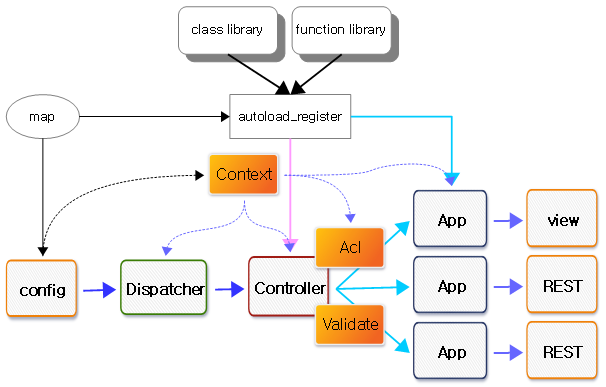 class library
function library
map
autoload_register
Context
App
view
Acl
config
Dispatcher
Controller
App
REST
Validate
App
REST